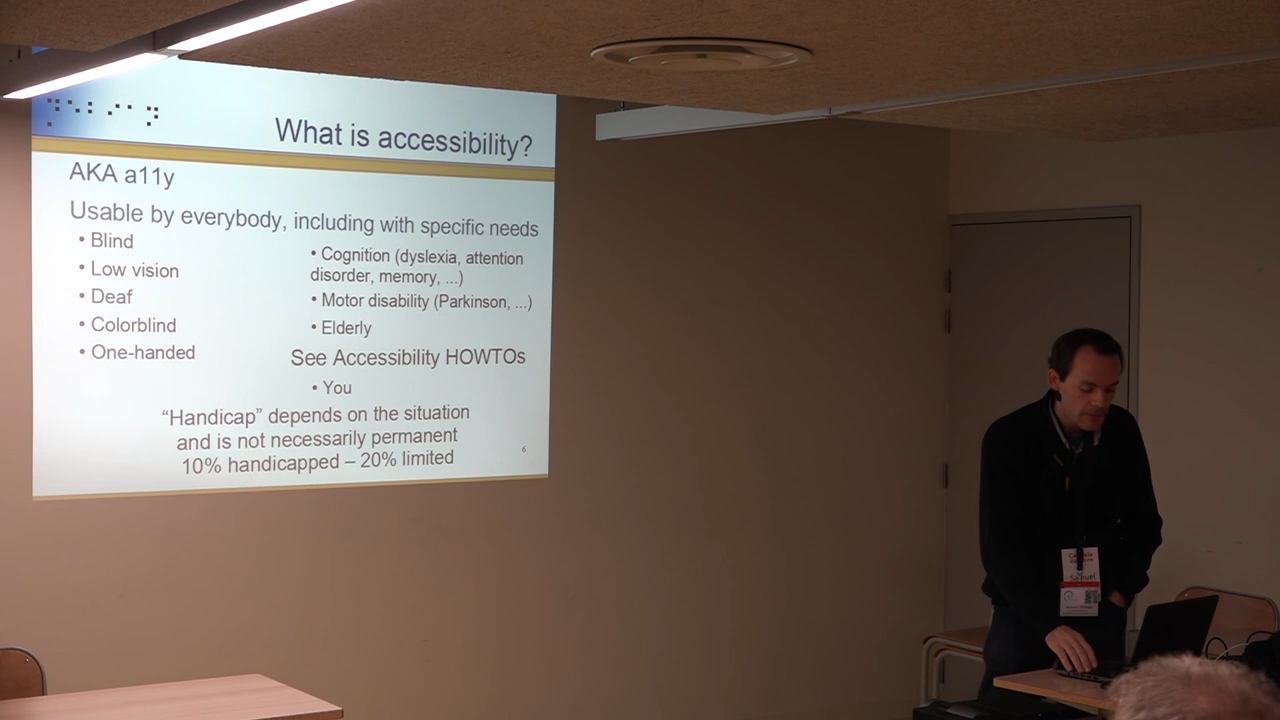 What is accessibility?
AKA a11y
Usable by everybody, including with specific needs
• Blind
• Low vision
• Deaf
• Colorblind
• One-handed
• Cognition (dyslexia, attention
disorder, memory, ...)
• Motor disability (Parkinson, ...)
• Elderly
See Accessibility HOWTOs
• You
“Handicap” depends on the situation
and is not necessarily permanent
10% handicapped – 20% limited
6
Samuel